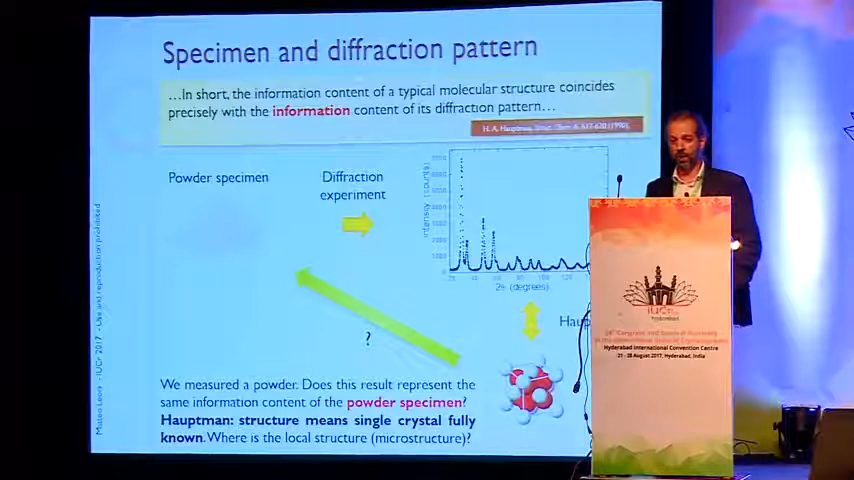 Specimen and diffraction pattern
…In short, the information content of a typical molecular structure coincides
precisely with the information content of its diffraction pattern…
H. A. Hauptman,
Powder specimen
Diffraction
experiment
intensity (counts)
2θ (degrees)
?
We measured a powder. Does this result represent the
same information content of the powder specimen?
Hauptman: structure means single crystal fully
known. Where is the local structure (microstructure)?
Matteo Leoni - IUCr 2017 - Use and reproduction prohibited
IUCr
Hyderabad
Hyderabad International Convention Centre
21 - 28 August 2017, Hyderabad, India